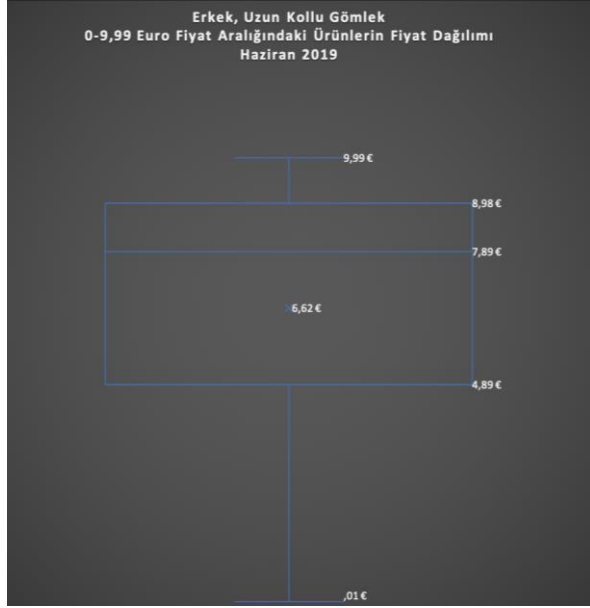 Erkek, Uzun Kollu Gömlek
0-9,99 Euro Fiyat Aralığındaki Ürünlerin Fiyat Dağılımı
Haziran 2019
9,99 €
8,98 €
7,89 €
6,62 €
4,89 €
,01 €